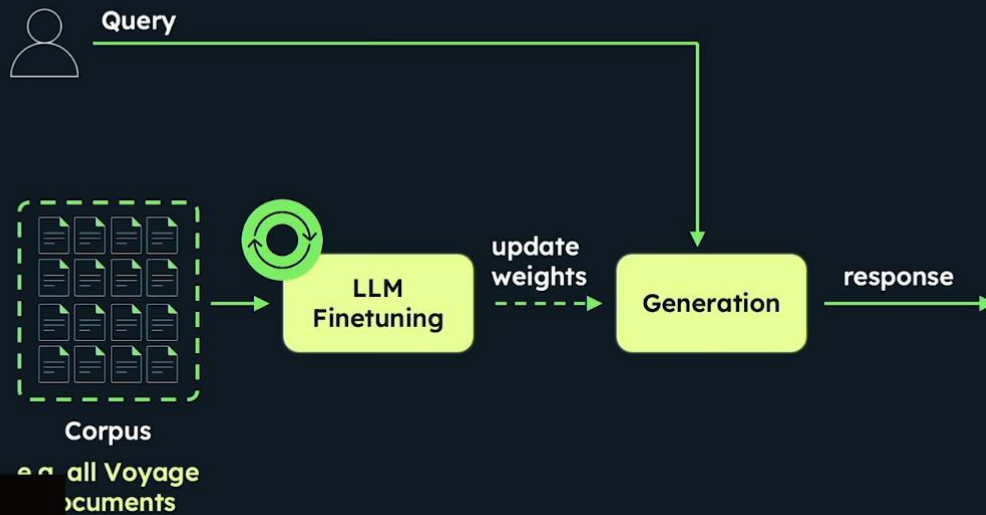 Query
update
weights
LLM
Finetuning
Generation
response
Corpus
all Voyage